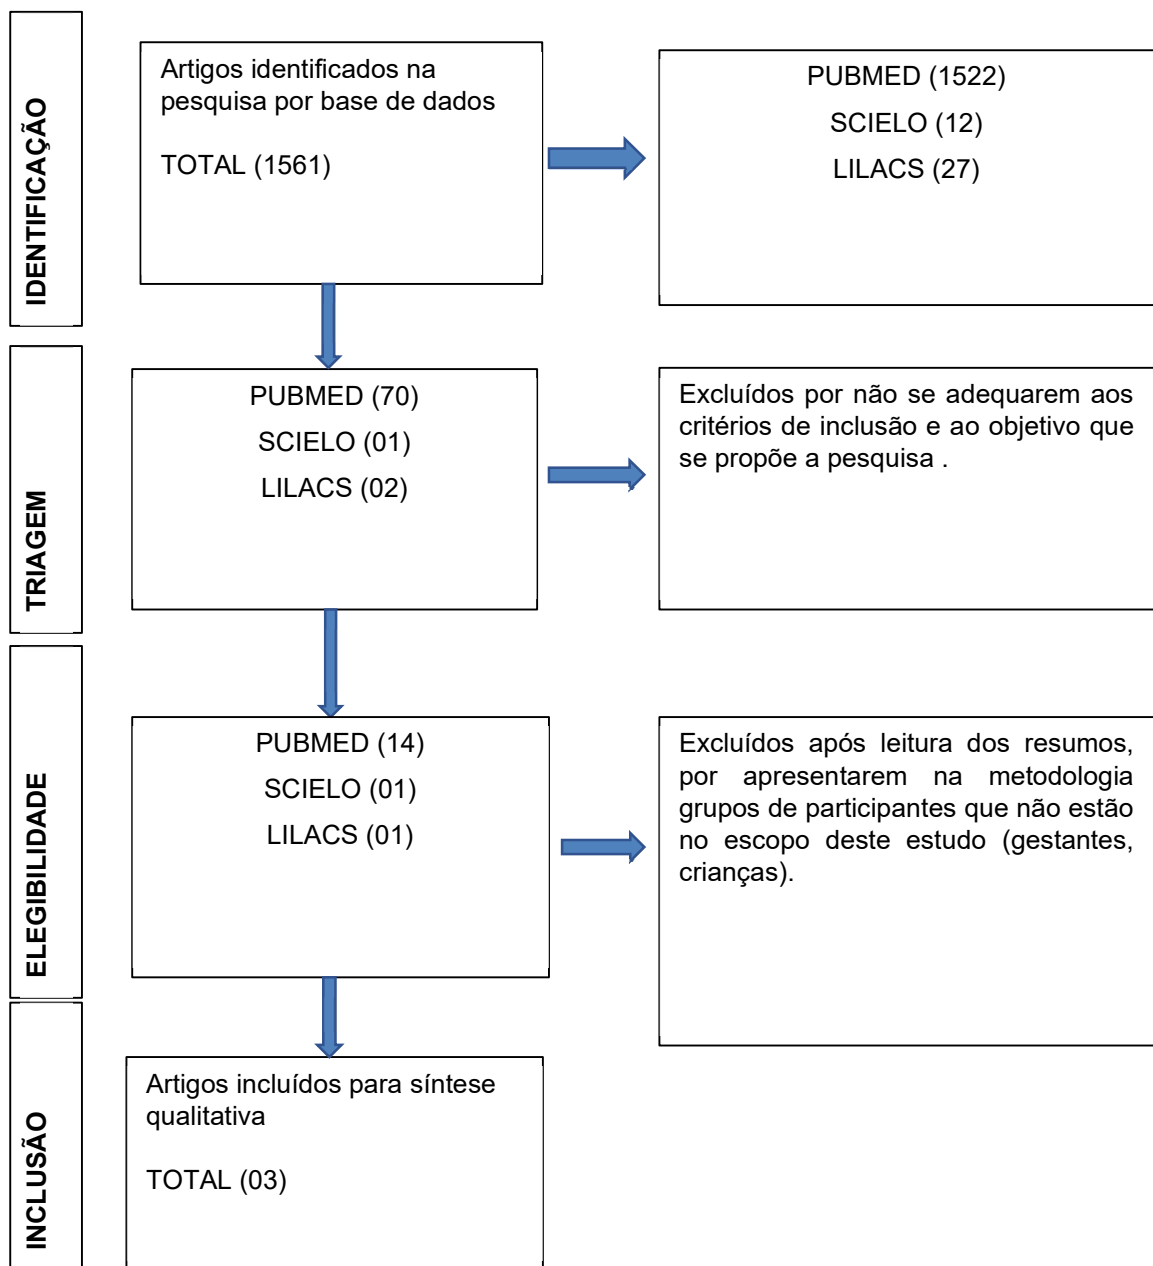 IDENTIFICAÇÃO
Artigos identificados na
pesquisa por base de dados
TOTAL (1561)
PUBMED (1522)
SCIELO (12)
LILACS (27)
TRIAGEM
PUBMED (70)
SCIELO (01)
LILACS (02)
Excluídos por não se adequarem aos
critérios de inclusão e ao objetivo que
se propõe a pesquisa .
ELEGIBILIDADE
PUBMED (14)
SCIELO (01)
LILACS (01)
Excluídos após leitura dos resumos,
por apresentarem na metodologia
grupos de participantes que não estão
no escopo deste estudo (gestantes,
crianças).
INCLUSÃO
Artigos incluídos para síntese
qualitativa
TOTAL (03)